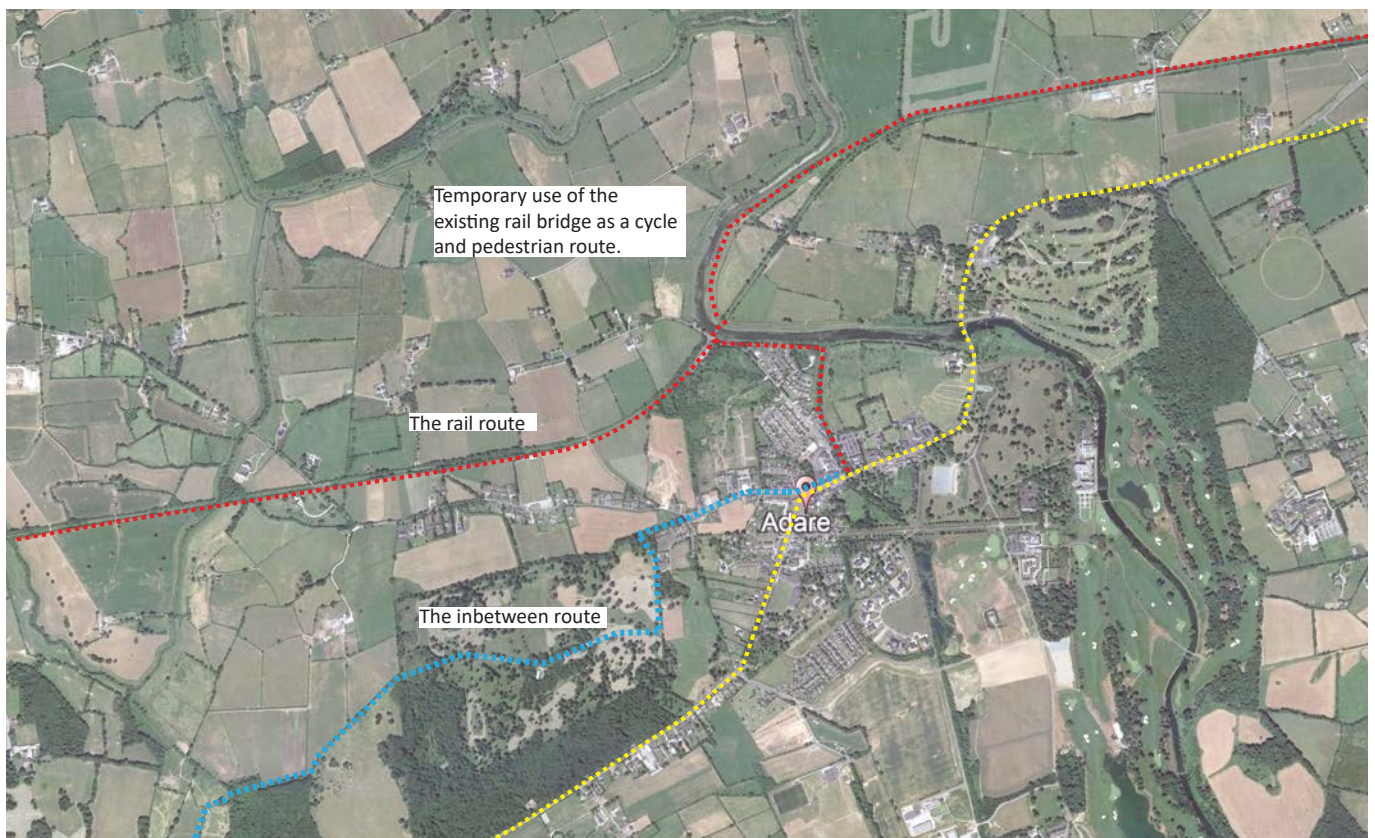 Temporary use of the
existing rail bridge as a cycle
and pedestrian route.
The rail route
Adare
The inbetween route